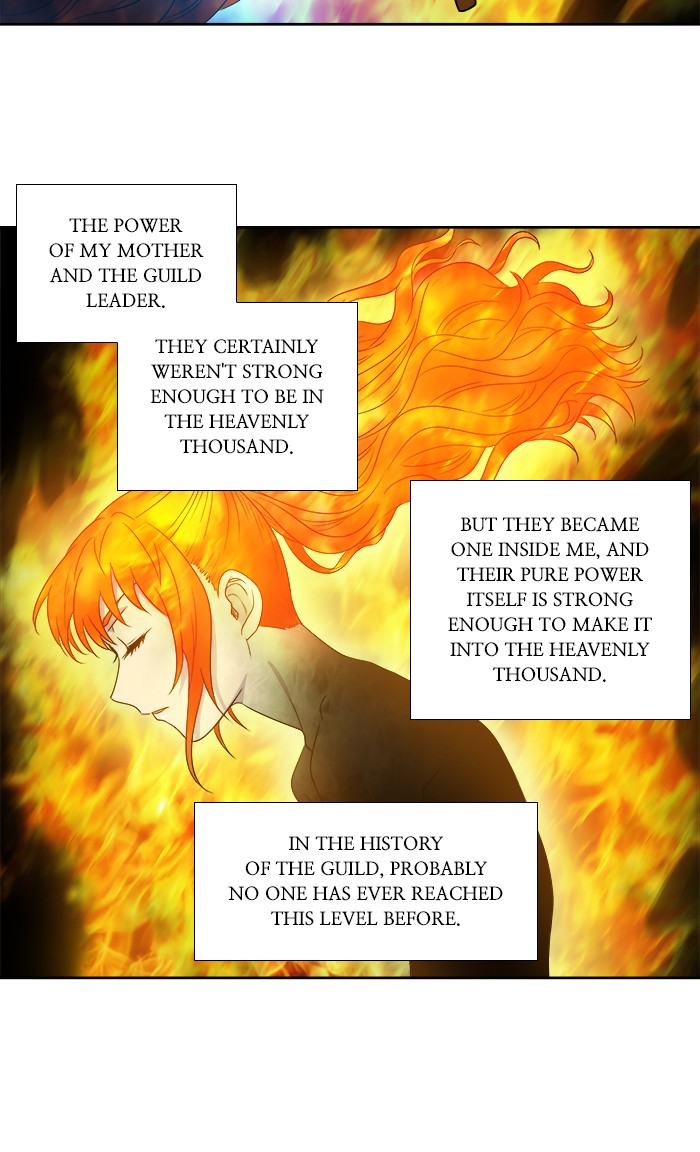 THE POWER
OF MY MOTHER
AND THE GUILD
LEADER.
THEY CERTAINLY
WEREN'T STRONG
ENOUGH TO BE IN
THE HEAVENLY
THOUSAND.
BUT THEY BECAME
ONE INSIDE ME, AND
THEIR PURE POWER
ITSELF IS STRONG
ENOUGH TO MAKE IT
INTO THE HEAVENLY
THOUSAND.
IN THE HISTORY
OF THE GUILD, PROBABLY
NO ONE HAS EVER REACHED
THIS LEVEL BEFORE.